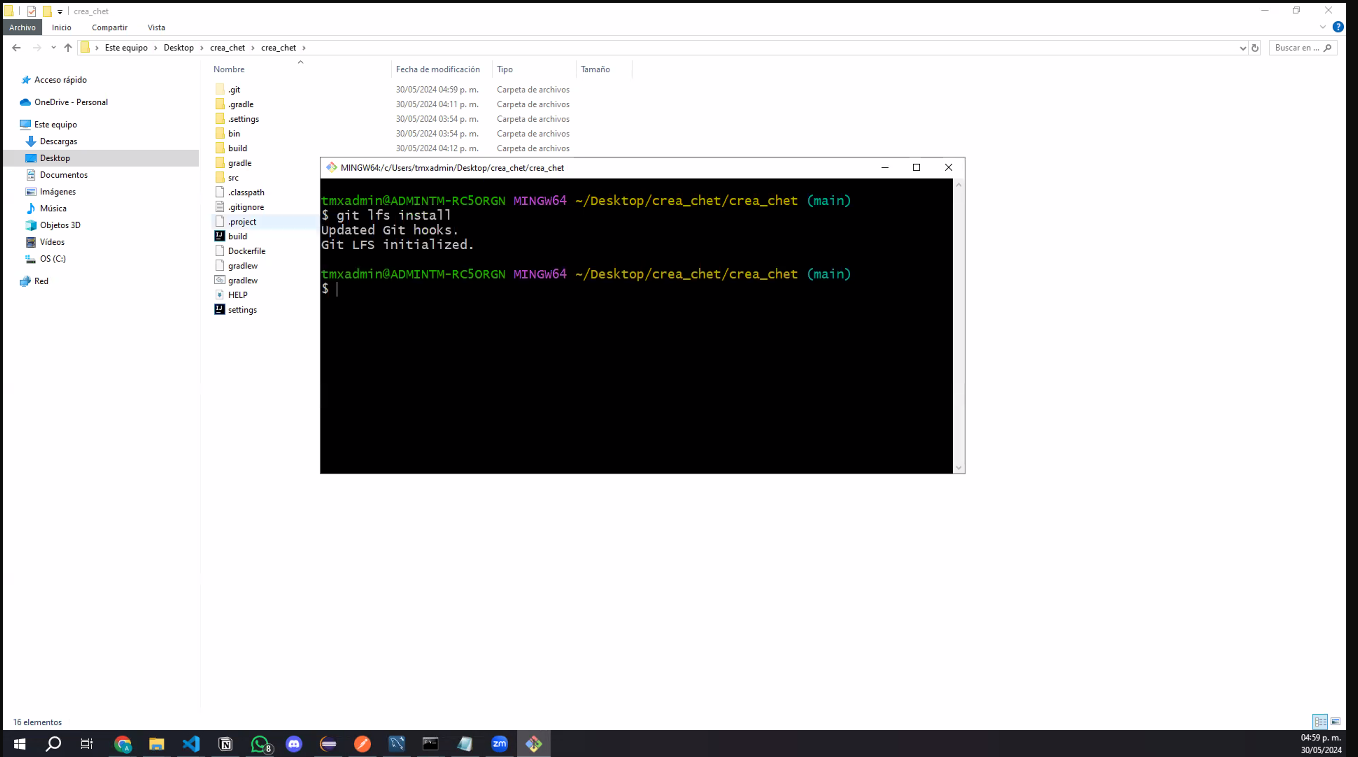 crea_chet
Archivo Inicio Compartir Vista
Este equipo > Desktop > crea_chet > crea_chet >
Buscar en ...
Nombre Fecha de modificación Tipo Tamaño
Acceso rápido
OneDrive - Personal
Este equipo
Descargas
Desktop
Documentos
Imágenes
Música
Objetos 3D
Vídeos
OS (C:)
Red
.git 30/05/2024 04:59 p. m. Carpeta de archivos
.gradle 30/05/2024 04:11 p. m. Carpeta de archivos
.settings 30/05/2024 03:54 p. m. Carpeta de archivos
bin 30/05/2024 03:54 p. m. Carpeta de archivos
build 30/05/2024 04:12 p. m. Carpeta de archivos
gradle
src
.classpath
.gitignore
.project
build
Dockerfile
gradlew
gradlew
HELP
settings
MINGW64:/c/Users/tmxadmin/Desktop/crea_chet/crea_chet
tmxadmin@ADMINTM-RC5ORGN MINGW64 ~/Desktop/crea_chet/crea_chet (main)
$ git lfs install
Updated Git hooks.
Git LFS initialized.
tmxadmin@ADMINTM-RC5ORGN MINGW64 ~/Desktop/crea_chet/crea_chet (main)
$
16 elementos
8
zm
04:59 p. m.
30/05/2024